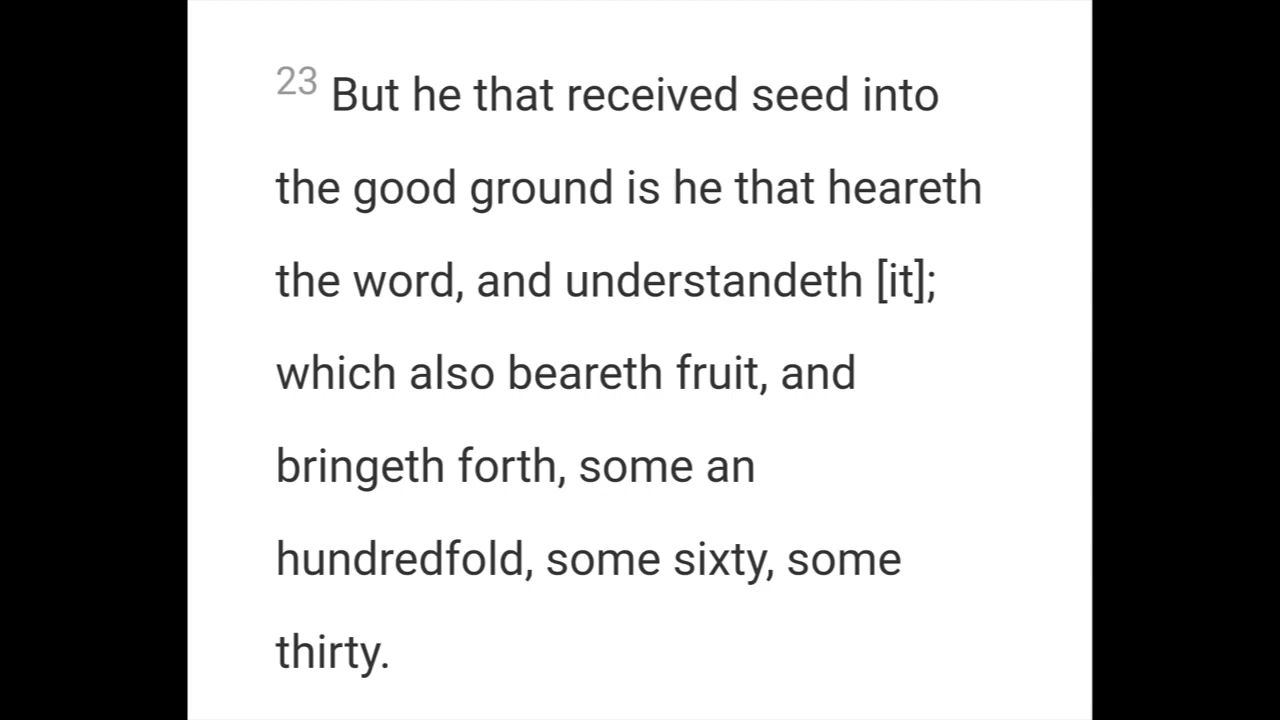 23 But he that received seed into
the good ground is he that heareth
the word, and understandeth [it];
which also beareth fruit, and
bringeth forth, some an
hundredfold, some sixty, some
thirty.